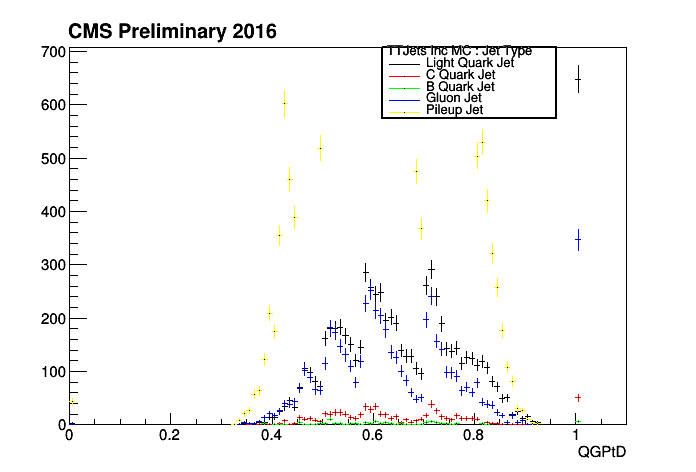 CMS Preliminary 2016
TTJets Inc MC : Jet Type
Light Quark Jet
C Quark Jet
B Quark Jet
Gluon Jet
Pileup Jet
700
600
500
400
300
200
100
0
0 0.2 0.4 0.6 0.8 1
QGPtD